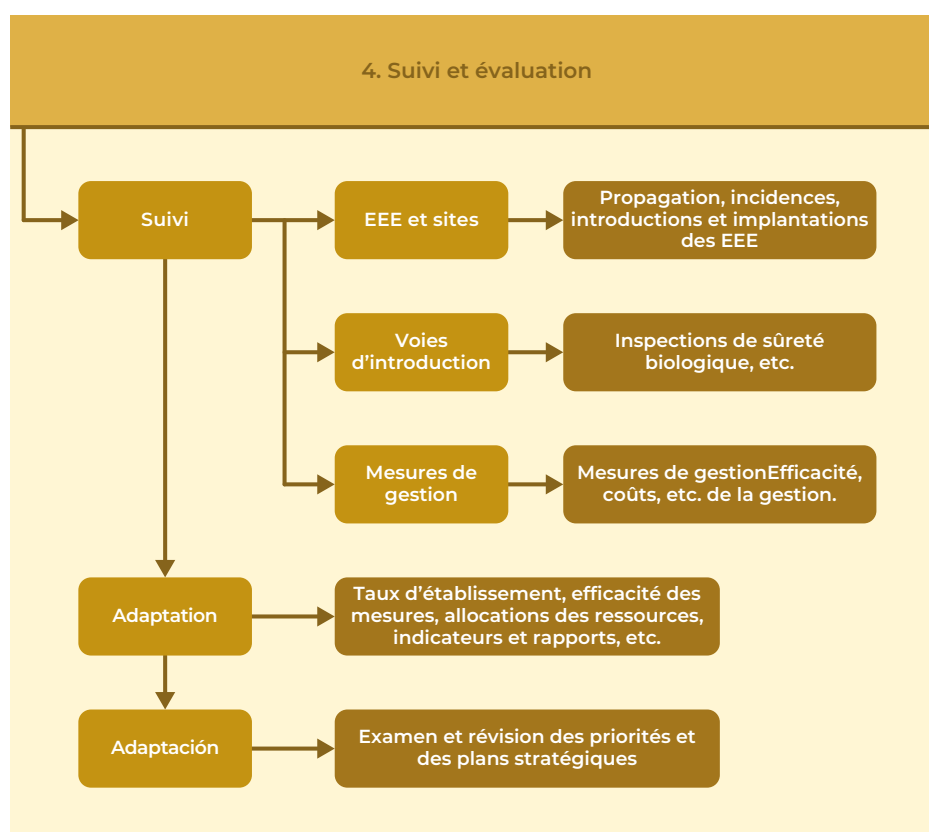 4. Suivi et évaluation
Suivi
EEE et sites
Propagation, incidences,
introductions et implantations
des EEE
Voies
d’introduction
Inspections de sûreté
biologique, etc.
Mesures de
gestion
Mesures de gestionEfficacité,
coûts, etc. de la gestion.
Adaptation
Taux d’établissement, efficacité des
mesures, allocations des ressources,
indicateurs et rapports, etc.
Adaptación
Examen et révision des priorités et
des plans stratégiques